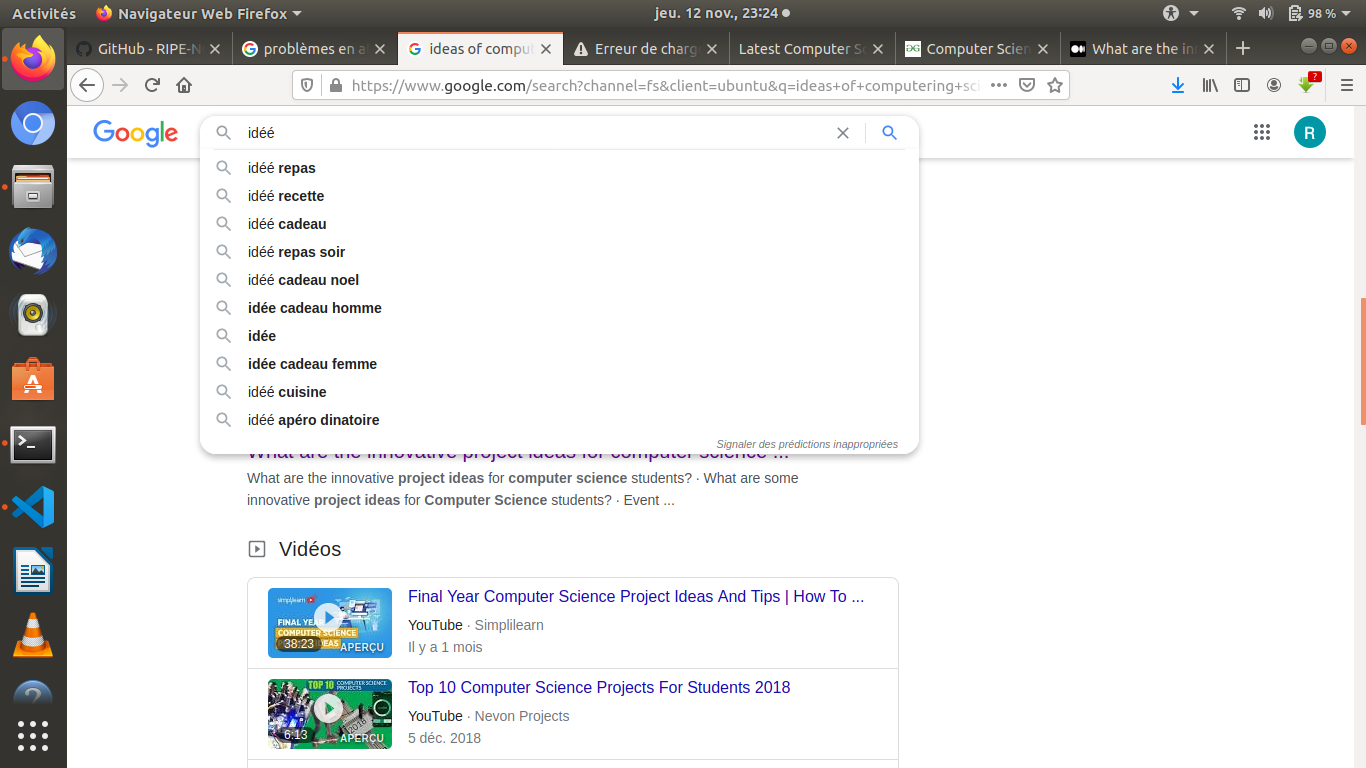 Activités Navigateur Web Firefox jeu. 12 nov., 23:24 98 %
GitHub - RIPE-N problèmes en a ideas of comput Erreur de charg Latest Computer Sc Computer Scien What are the in
https://www.google.com/search?channel=fs&client=ubuntu&q=ideas+of+computering+sci ?
Google idéé R
idéé repas
idéé recette
idéé cadeau
idéé repas soir
idéé cadeau noel
idée cadeau homme
idée
idée cadeau femme
idéé cuisine
idéé apéro dinatoire
Signaler des prédictions inappropriées
What are the innovative project ideas for computer science ...
What are the innovative project ideas for computer science students? · What are some
innovative project ideas for Computer Science students? · Event ...
Vidéos
simplilearn
FINAL YEAR
COMPUTER SCIENCE
38:23 APERÇU
Final Year Computer Science Project Ideas And Tips | How To ...
YouTube · Simplilearn
Il y a 1 mois
TOP 10 COMPUTER SCIENCE PROJECTS
2018
6:13 APERÇU
Top 10 Computer Science Projects For Students 2018
YouTube · Nevon Projects
5 déc. 2018